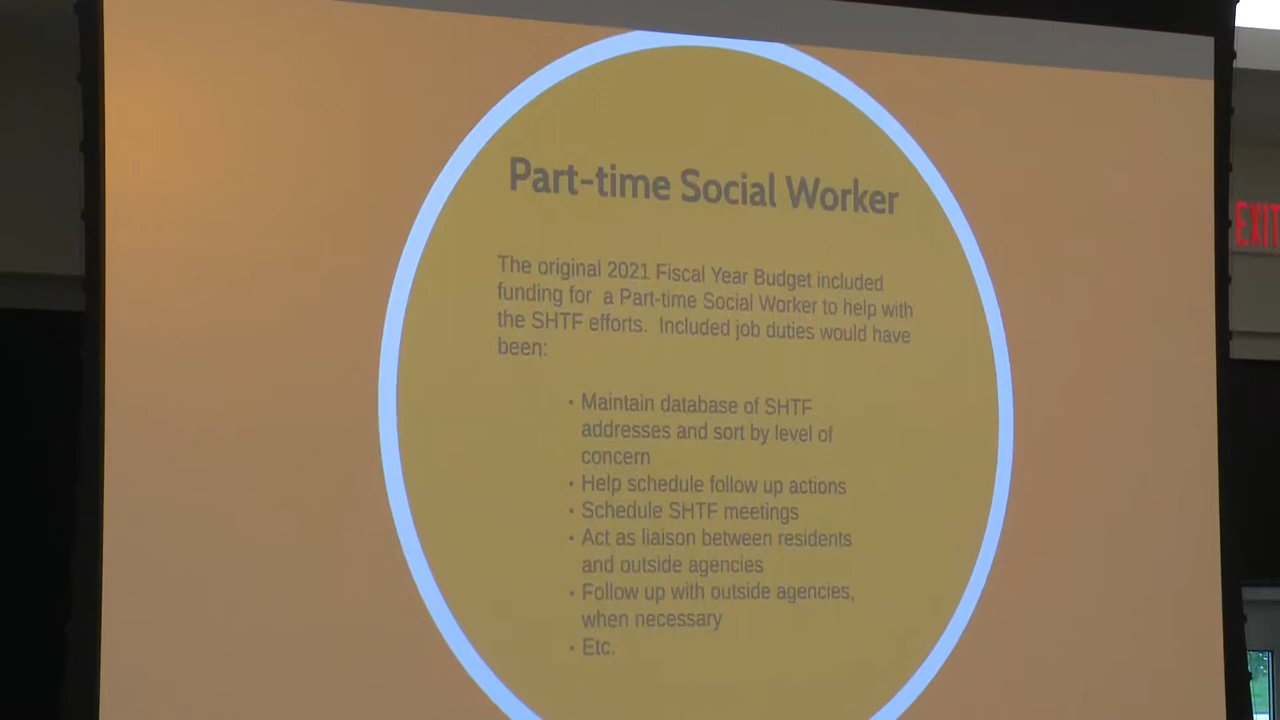 Part-time Social Worker
The original 2021 Fiscal Year Budget included
funding for a Part-time Social Worker to help with
the SHTF efforts. Included job duties would have
been:
• Maintain database of SHTF
addresses and sort by level of
concern
• Help schedule follow up actions
• Schedule SHTF meetings
• Act as liaison between residents
and outside agencies
• Follow up with outside agencies,
when necessary
• Etc.
EXIT